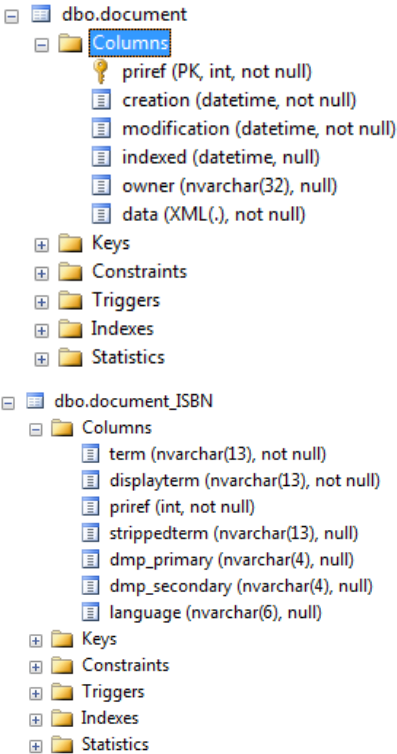 dbo.document
Columns
priref (PK, int, not null)
creation (datetime, not null)
modification (datetime, not null)
indexed (datetime, null)
owner (nvarchar(32), null)
data (XML(.), not null)
Keys
Constraints
Triggers
Indexes
Statistics
dbo.document_ISBN
Columns
term (nvarchar(13), not null)
displayterm (nvarchar(13), not null)
priref (int, not null)
strippedterm (nvarchar(13), null)
dmp_primary (nvarchar(4), null)
dmp_secondary (nvarchar(4), null)
language (nvarchar(6), null)
Keys
Constraints
Triggers
Indexes
Statistics